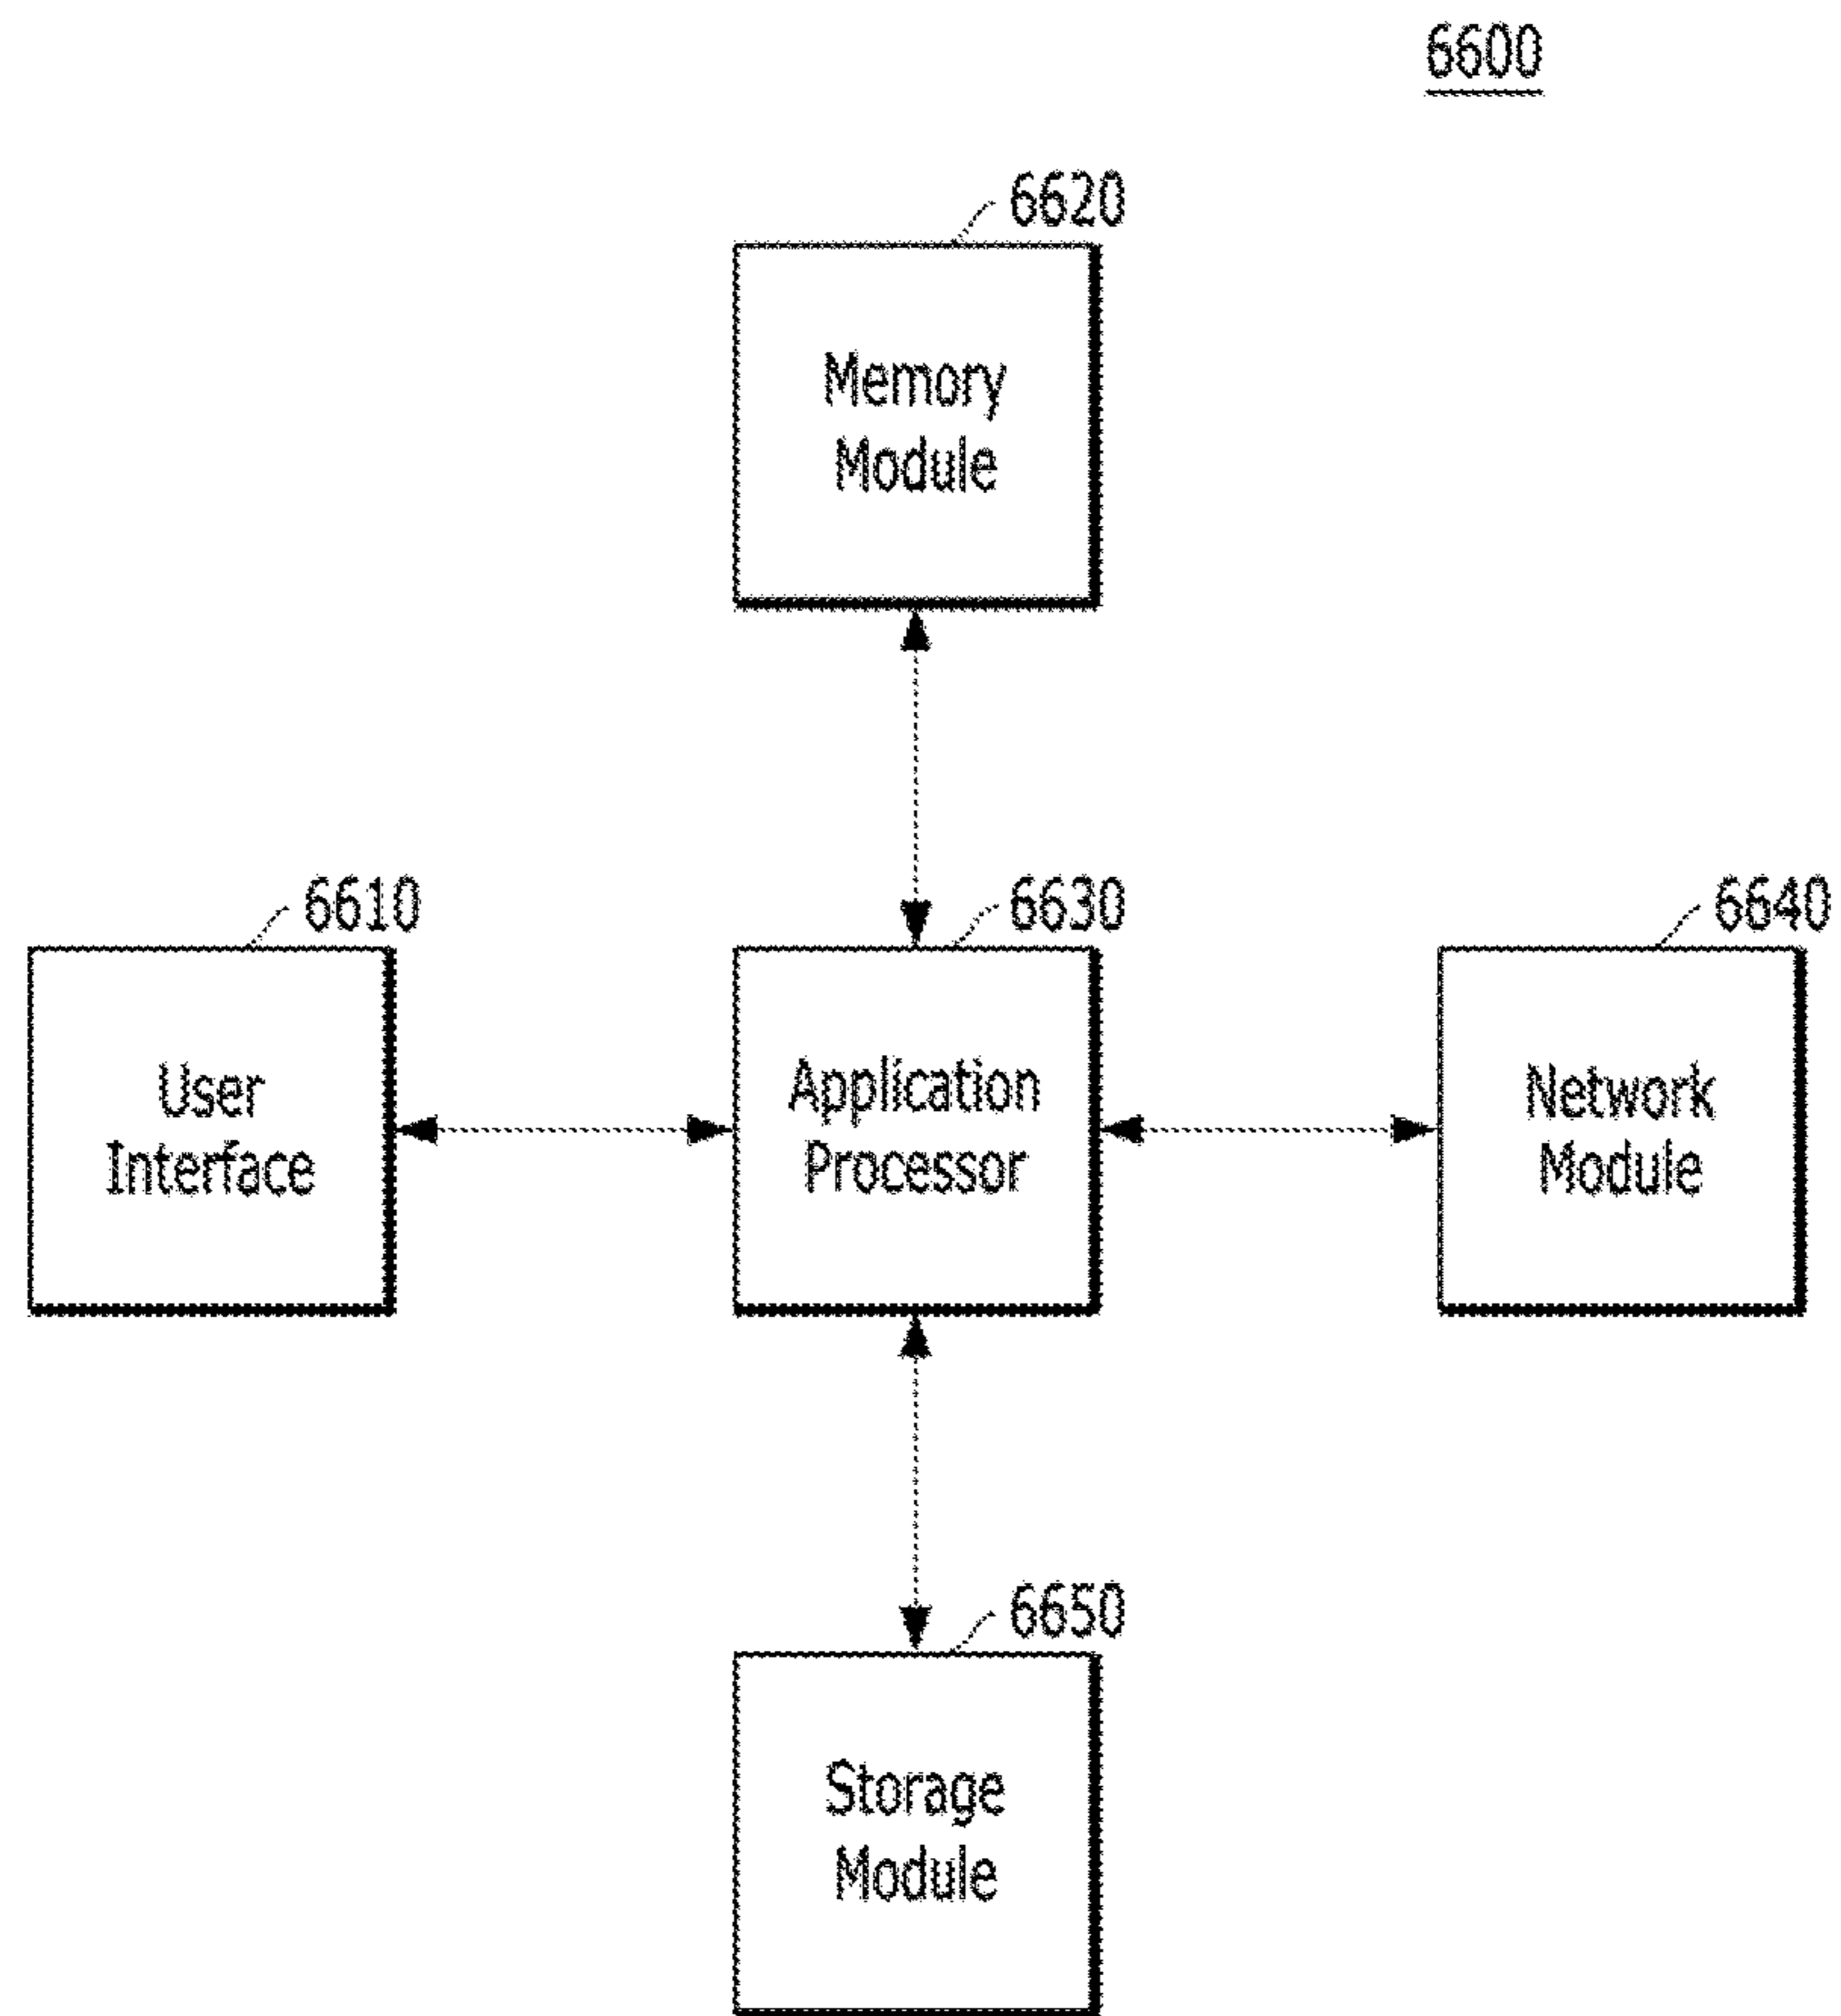 6600
6620
Memory
Module
6610
6630
6640
User
Interface
Application
Processor
Network
Module
6650
Storage
Module